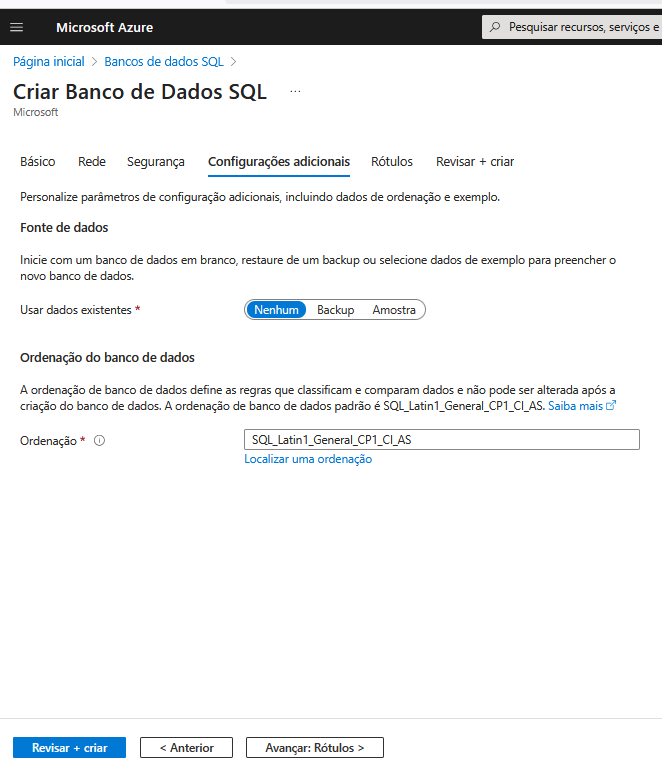 Microsoft Azure
Pesquisar recursos, serviços e
Página inicial > Bancos de dados SQL >
Criar Banco de Dados SQL ...
Microsoft
Básico Rede Segurança Configurações adicionais Rótulos Revisar + criar
Personalize parâmetros de configuração adicionais, incluindo dados de ordenação e exemplo.
Fonte de dados
Inicie com um banco de dados em branco, restaure de um backup ou selecione dados de exemplo para preencher o
novo banco de dados.
Usar dados existentes * Nenhum Backup Amostra
Ordenação do banco de dados
A ordenação de banco de dados define as regras que classificam e comparam dados e não pode ser alterada após a
criação do banco de dados. A ordenação de banco de dados padrão é SQL_Latin1_General_CP1_CI_AS. Saiba mais
Ordenação * SQL_Latin1_General_CP1_CI_AS
Localizar uma ordenação
Revisar + criar < Anterior Avançar: Rótulos >